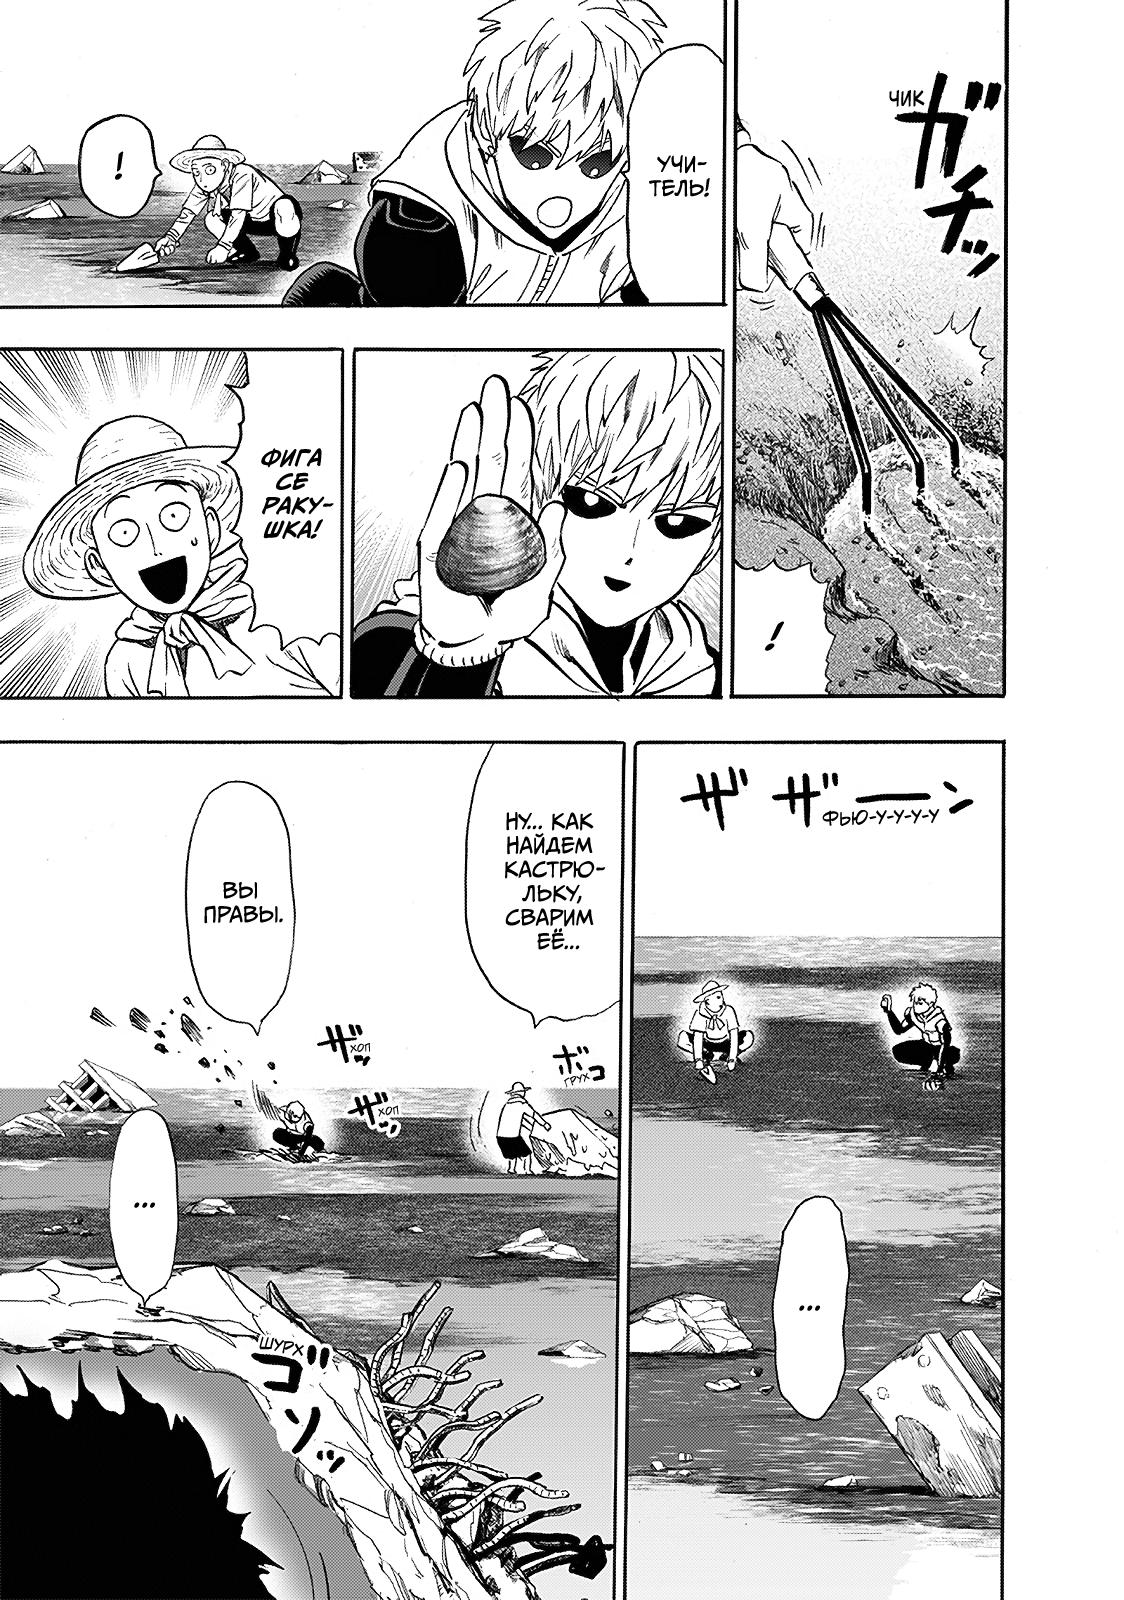 ЧИК
ガチッ
!
УЧИ-
ТЕЛЬ!
!
ФИГА
СЕ
РАКУ-
ШКА!
ザザーン
ФЬЮ-У-У-У-У
...
НУ... КАК
НАЙДЕМ
КАСТРЮ-
ЛЬКУ,
СВАРИМ
ЕЁ...
ВЫ
ПРАВЫ.
ザッ
ХОП
ザッ
ХОП
ボコ
ГРУХ
...
ШУРХ
ゴソ